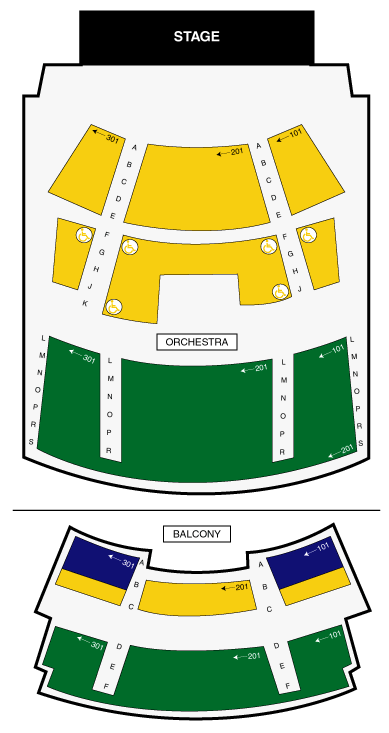 STAGE
←301 ←201 ←101
A A
B B
C C
D D
E E
F F
G G
H H
J J
K
ORCHESTRA
L L L L
←301 ←201 ←101
M M M M
N N N N
O O O O
P P P P
R R R R
S S
←201
BALCONY
←301 ←201 ←101
A A
B B
C C
←301 ←201 ←101
D D
E E
F F